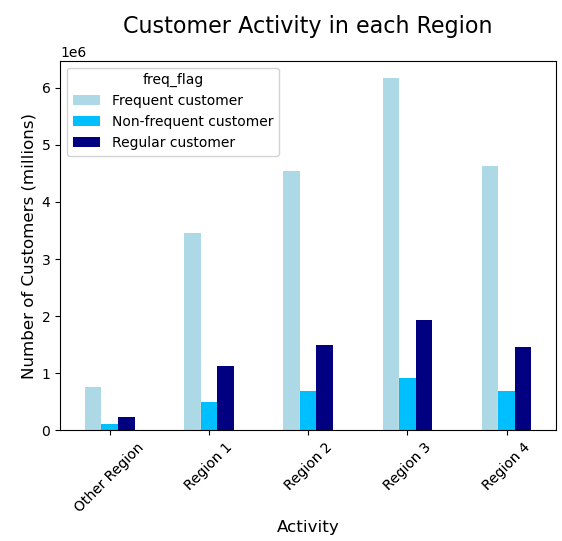 Customer Activity in each Region
1e6
freq_flag
Frequent customer
Non-frequent customer
Regular customer
Number of Customers (millions)
6
5
4
3
2
1
0
Other Region
Region 1
Region 2
Region 3
Region 4
Activity